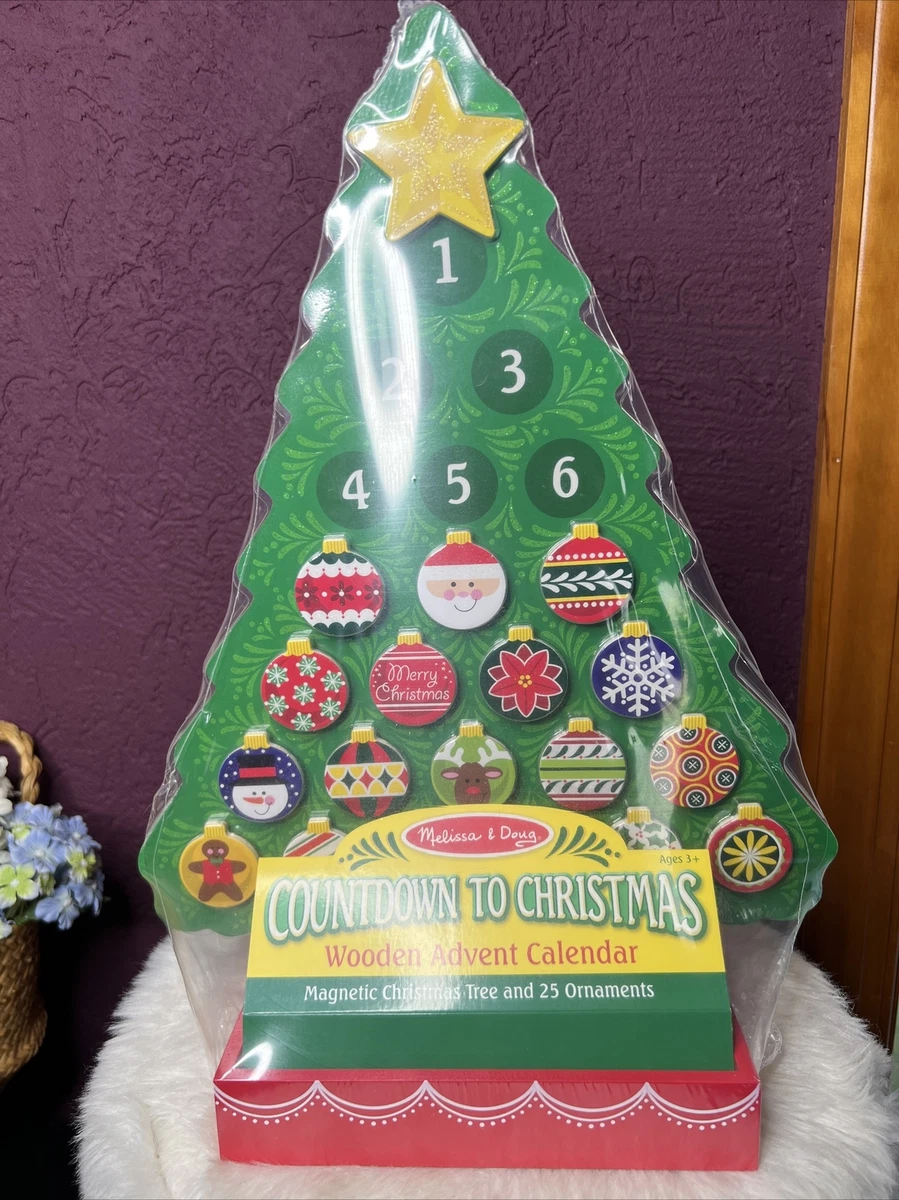 1
2 3
4 5 6
Merry
Christmas
Melissa & Doug
Ages 3+
COUNTDOWN TO CHRISTMAS
Wooden Advent Calendar
Magnetic Christmas Tree and 25 Ornaments